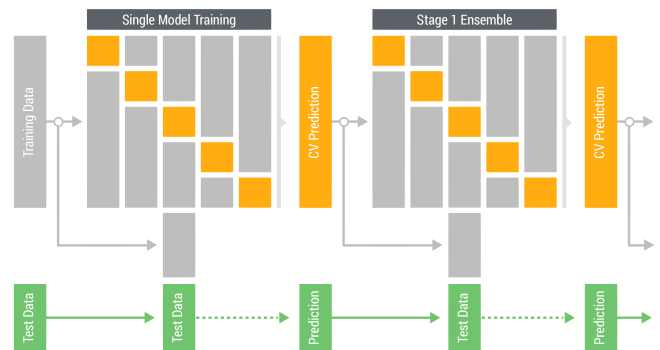 Single Model Training
Stage 1 Ensemble
Training Data
CV Prediction
CV Prediction
Test Data
Test Data
Prediction
Test Data
Prediction